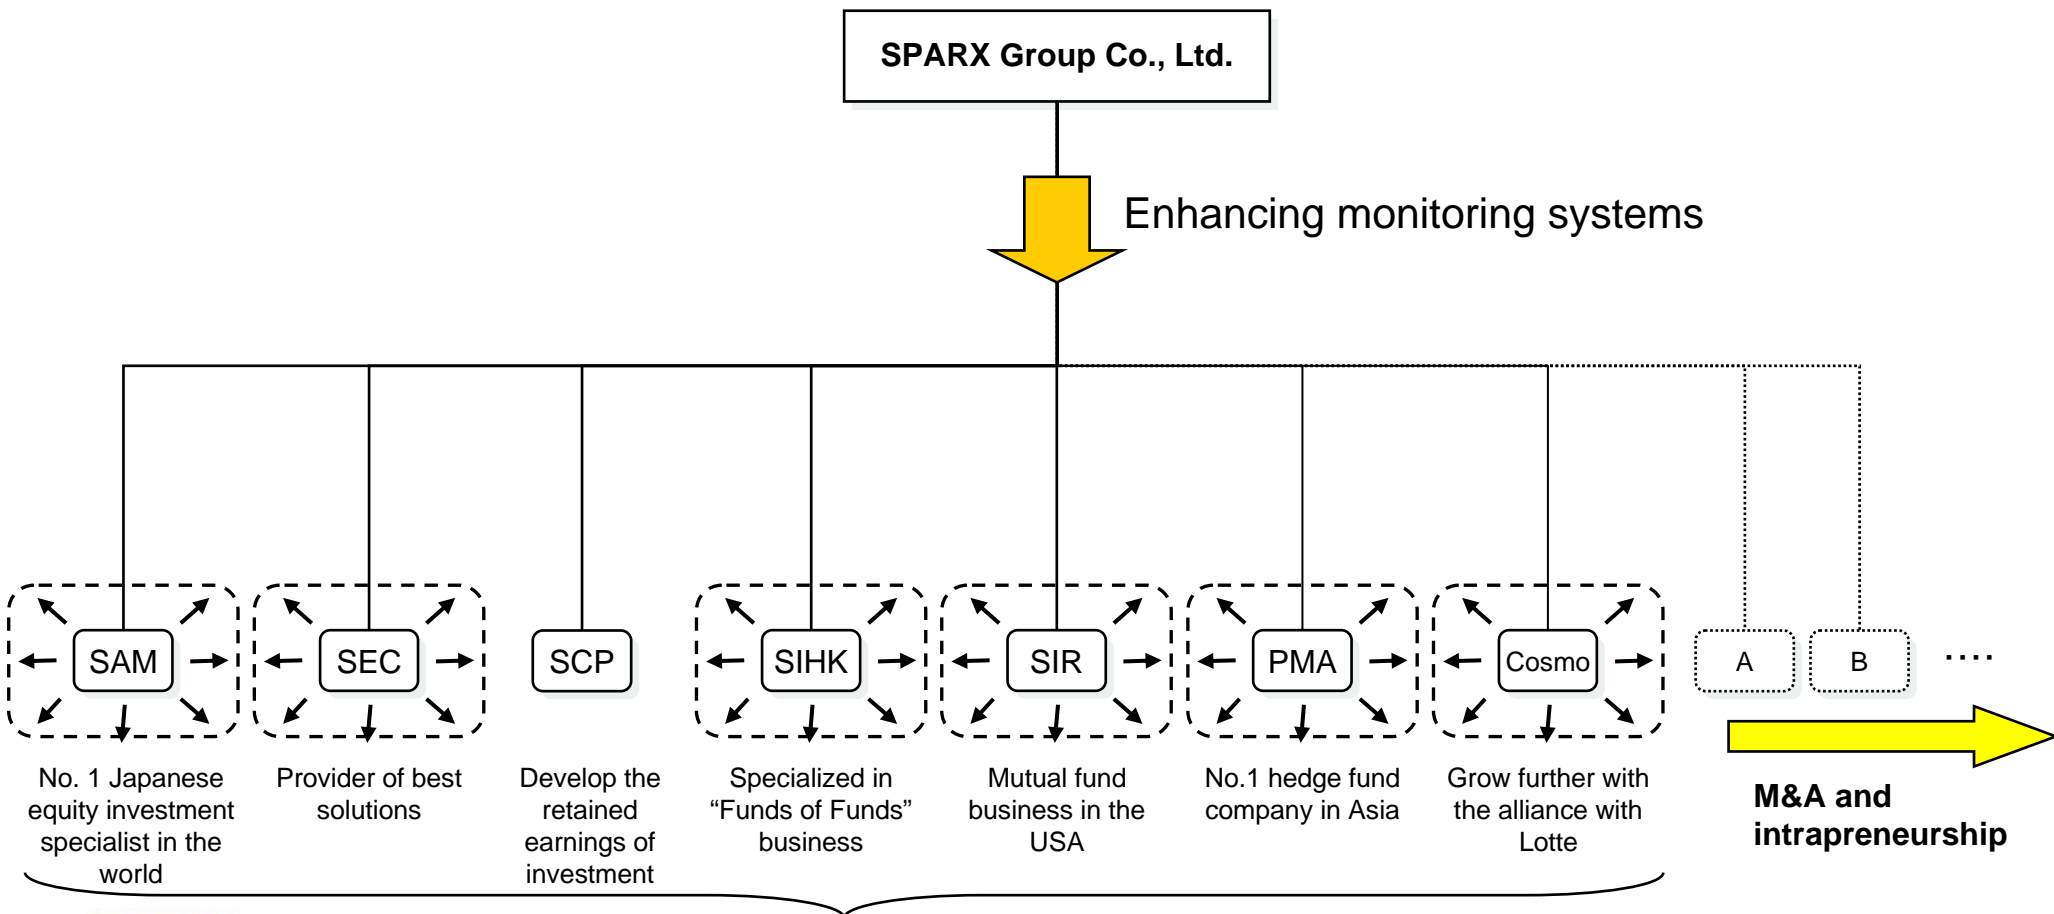 SPARX Group Co., Ltd.
Enhancing monitoring systems
SAM
SEC
SCP
SIHK
SIR
PMA
Cosmo
A
B
....
No. 1 Japanese
equity investment
specialist in the
world
Provider of best
solutions
Develop the
retained
earnings of
investment
Specialized in
“Funds of Funds”
business
Mutual fund
business in the
USA
No.1 hedge fund
company in Asia
Grow further with
the alliance with
Lotte
M&A and
intrapreneurship